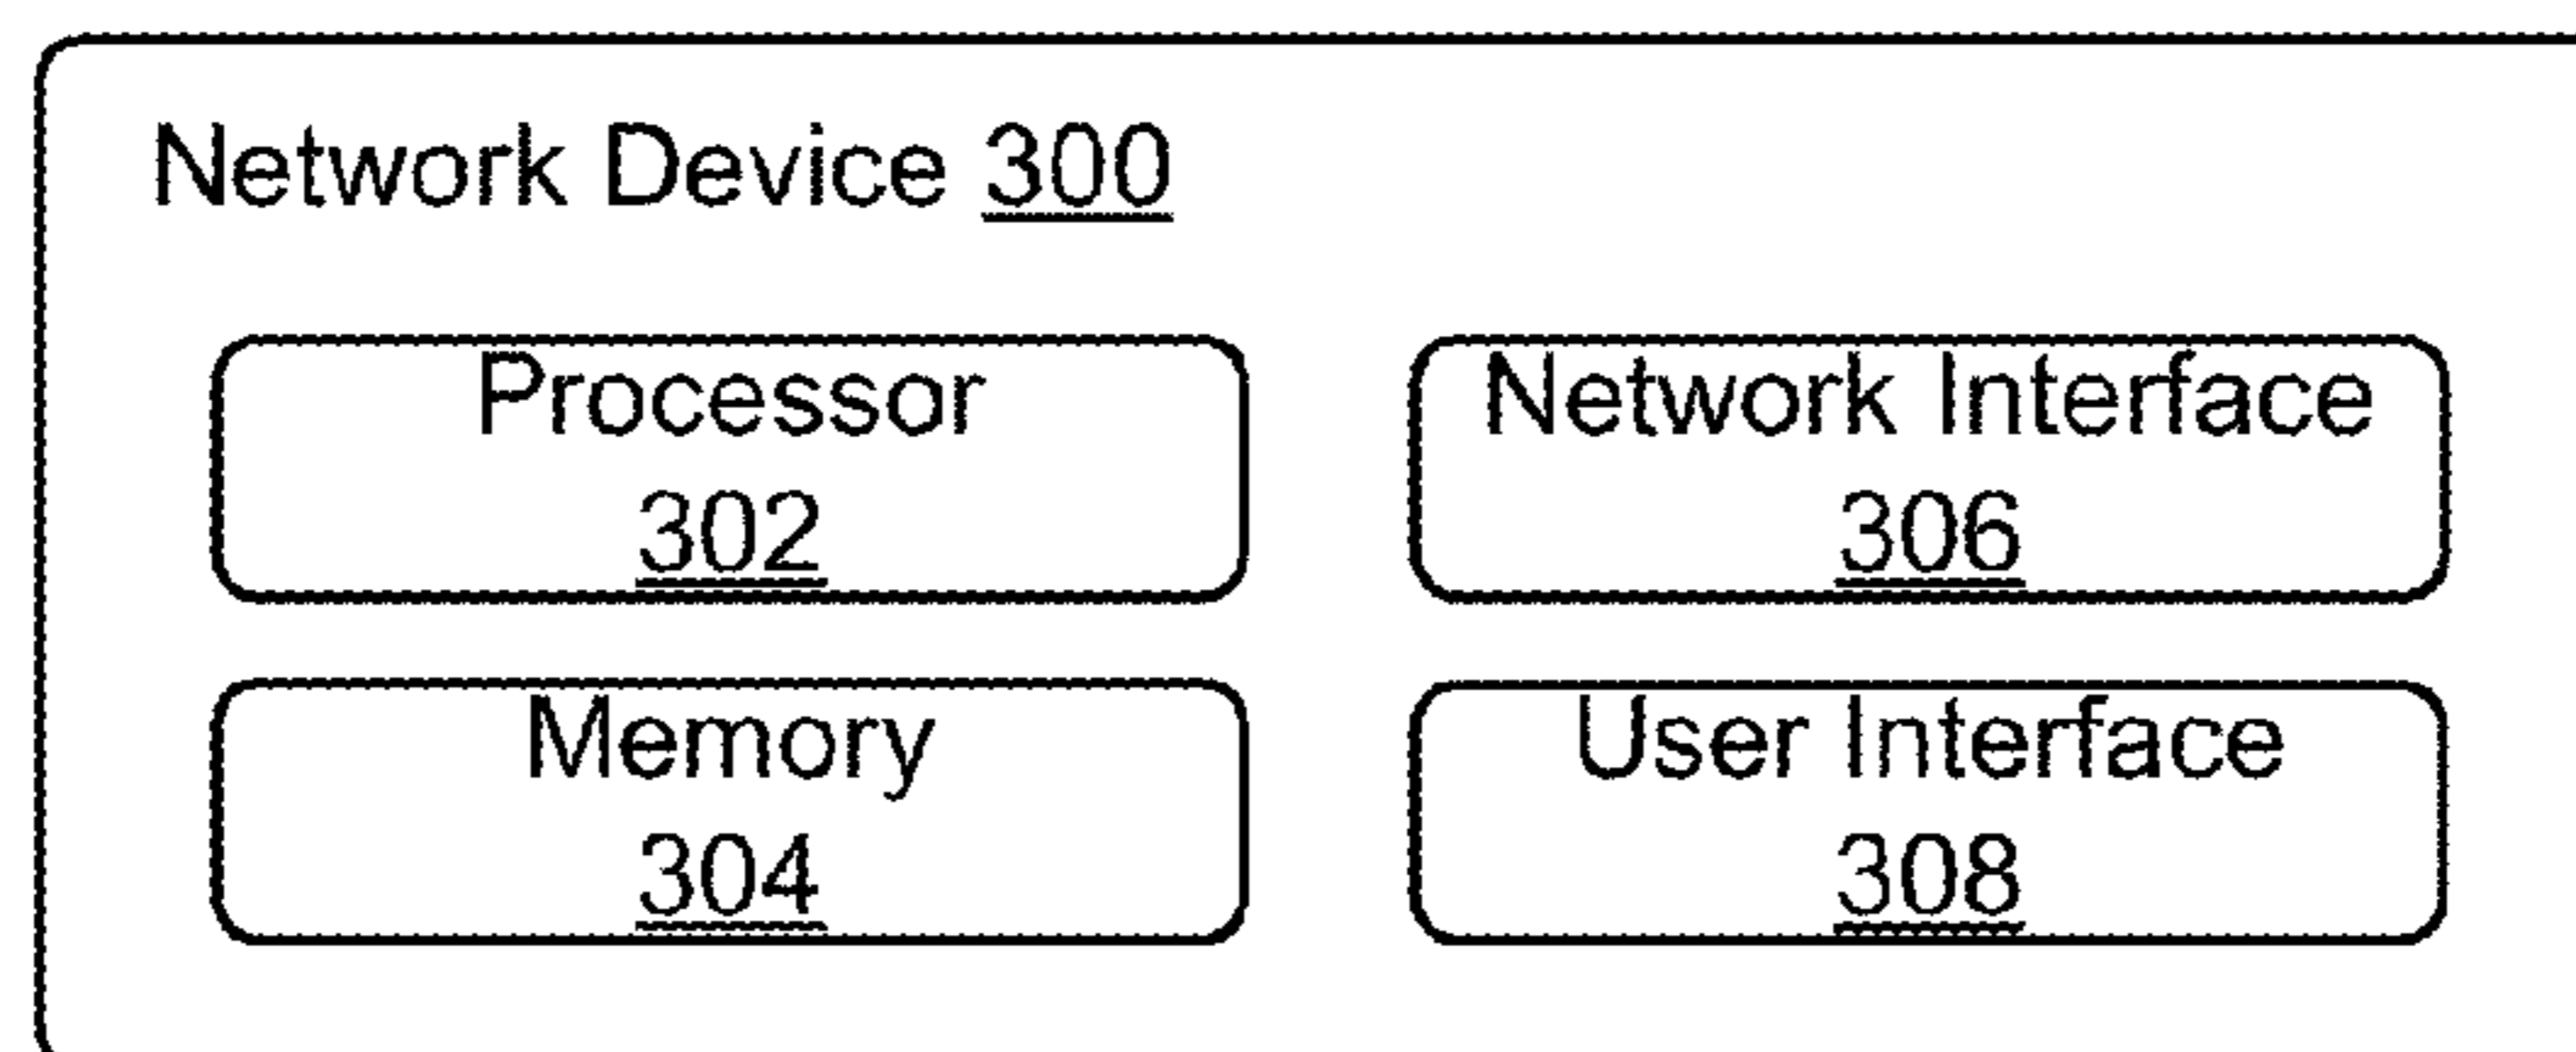 Network Device 300
Processor
302
Network Interface
306
Memory
304
User Interface
308